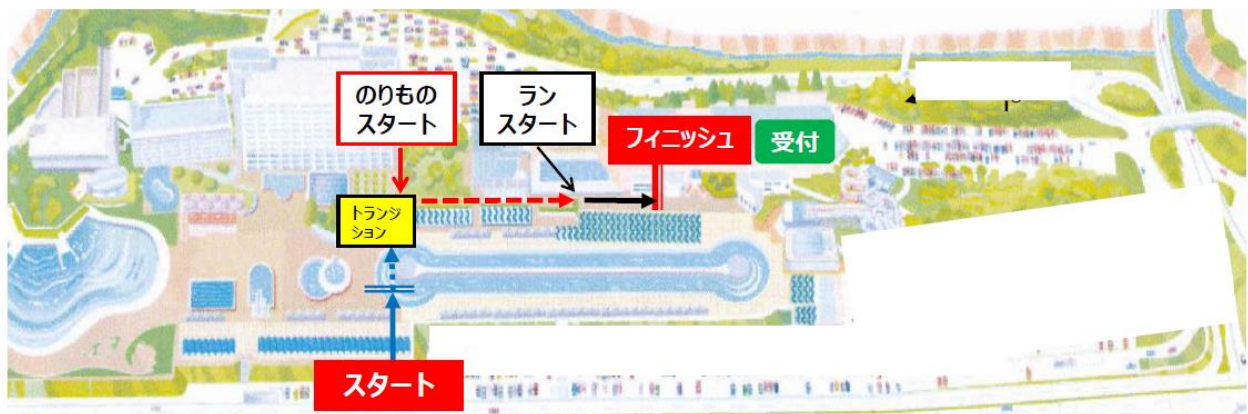 のりもの
スタート
ラン
スタート
フィニッシュ
受付
トランジ
ション
スタート